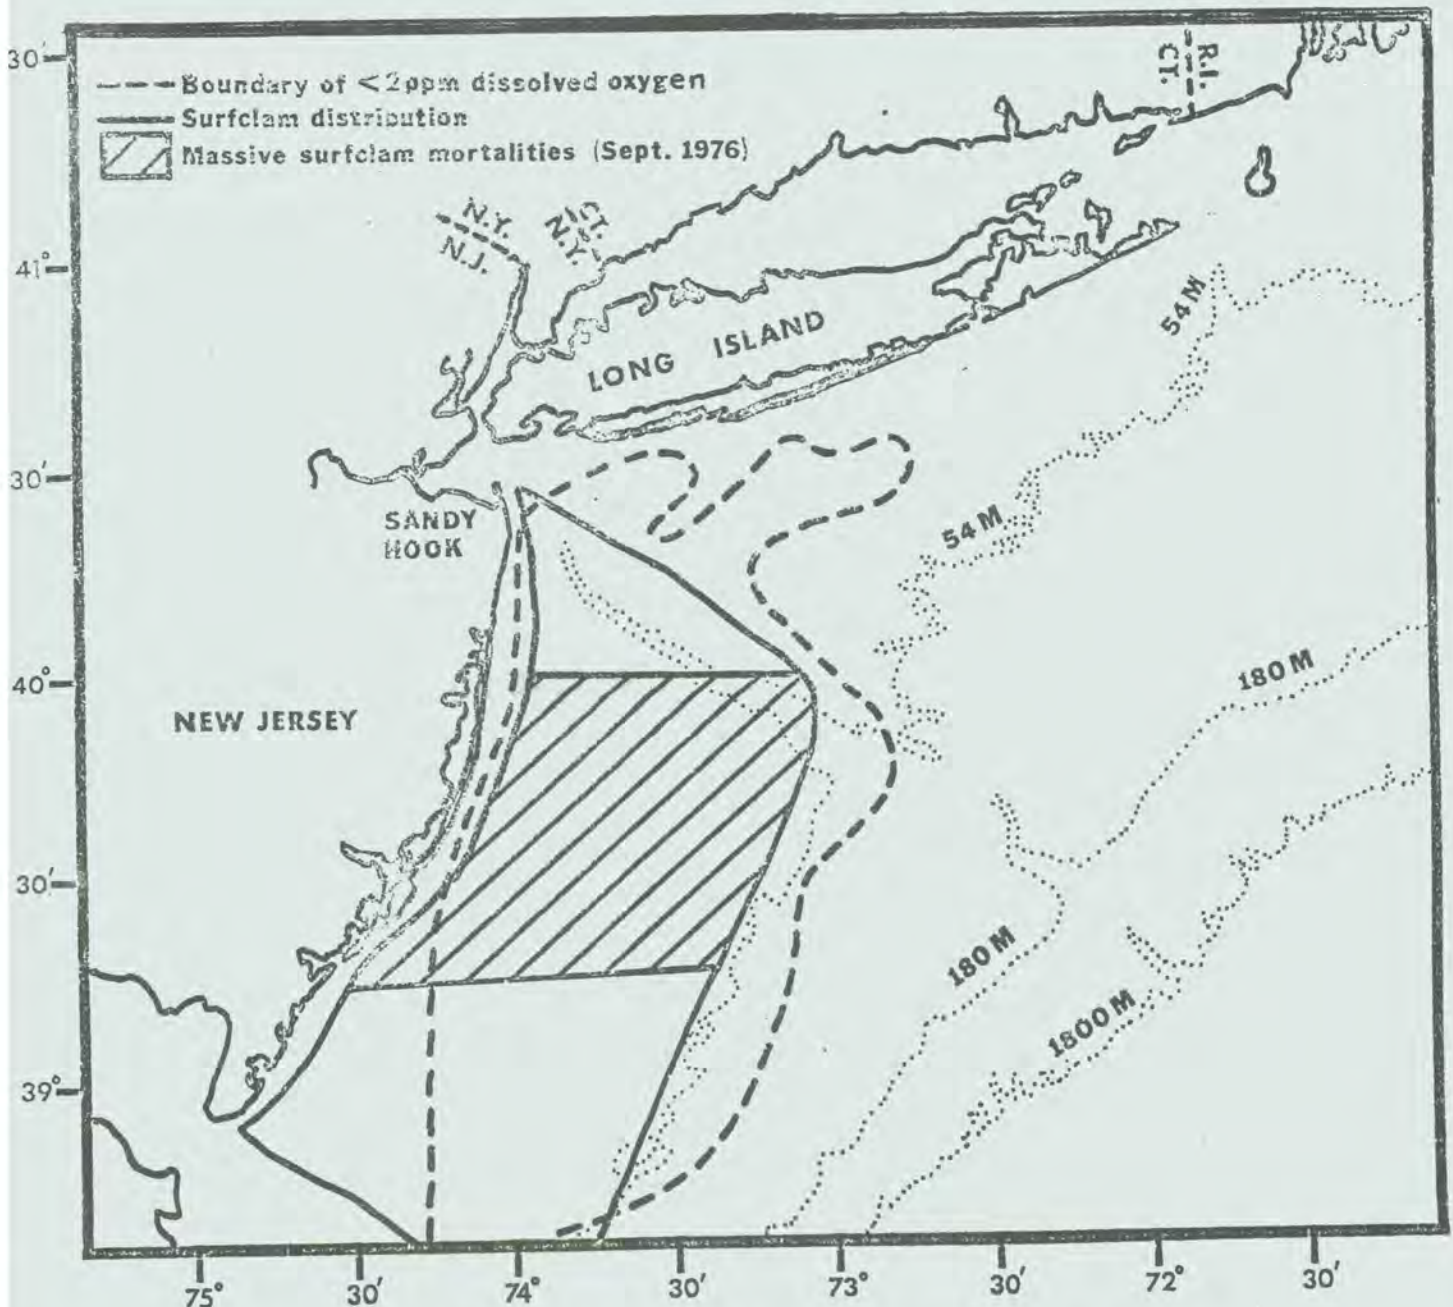 30'
Boundary of <2ppm dissolved oxygen
Surfclam distribution
Massive surfclam mortalities (Sept. 1976)
R.I.
CT.
N.Y.
N.J.
CT.
N.Y.
41°
LONG ISLAND
54 M
30'
SANDY
HOOK
54 M
40°
NEW JERSEY
180 M
30'
180 M
1800 M
39°
75°
30'
74°
30'
73°
30'
72°
30'